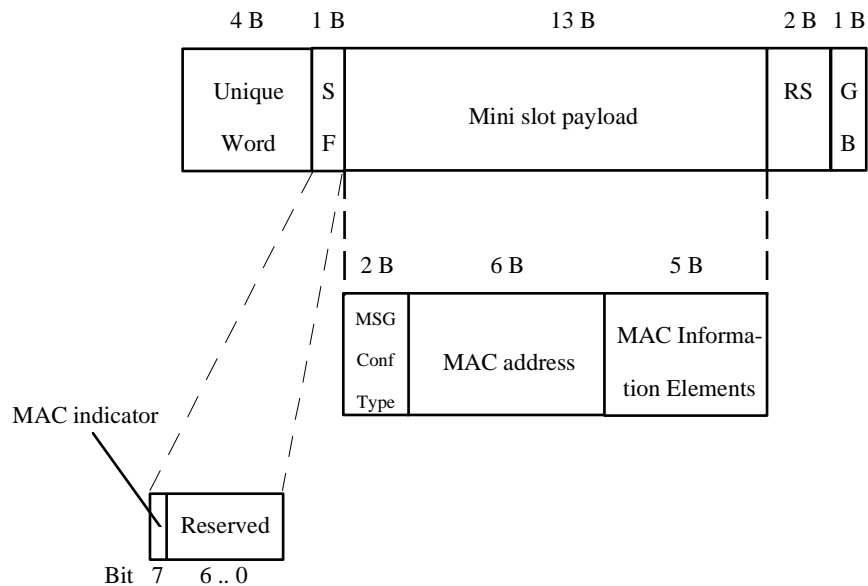 4 B 1 B 13 B 2 B 1 B
Unique
Word
S
F
Mini slot payload
RS
G
B
2 B 6 B 5 B
MSG
Conf
Type
MAC address
MAC Informa-
tion Elements
MAC indicator
Reserved
Bit 7 6 .. 0